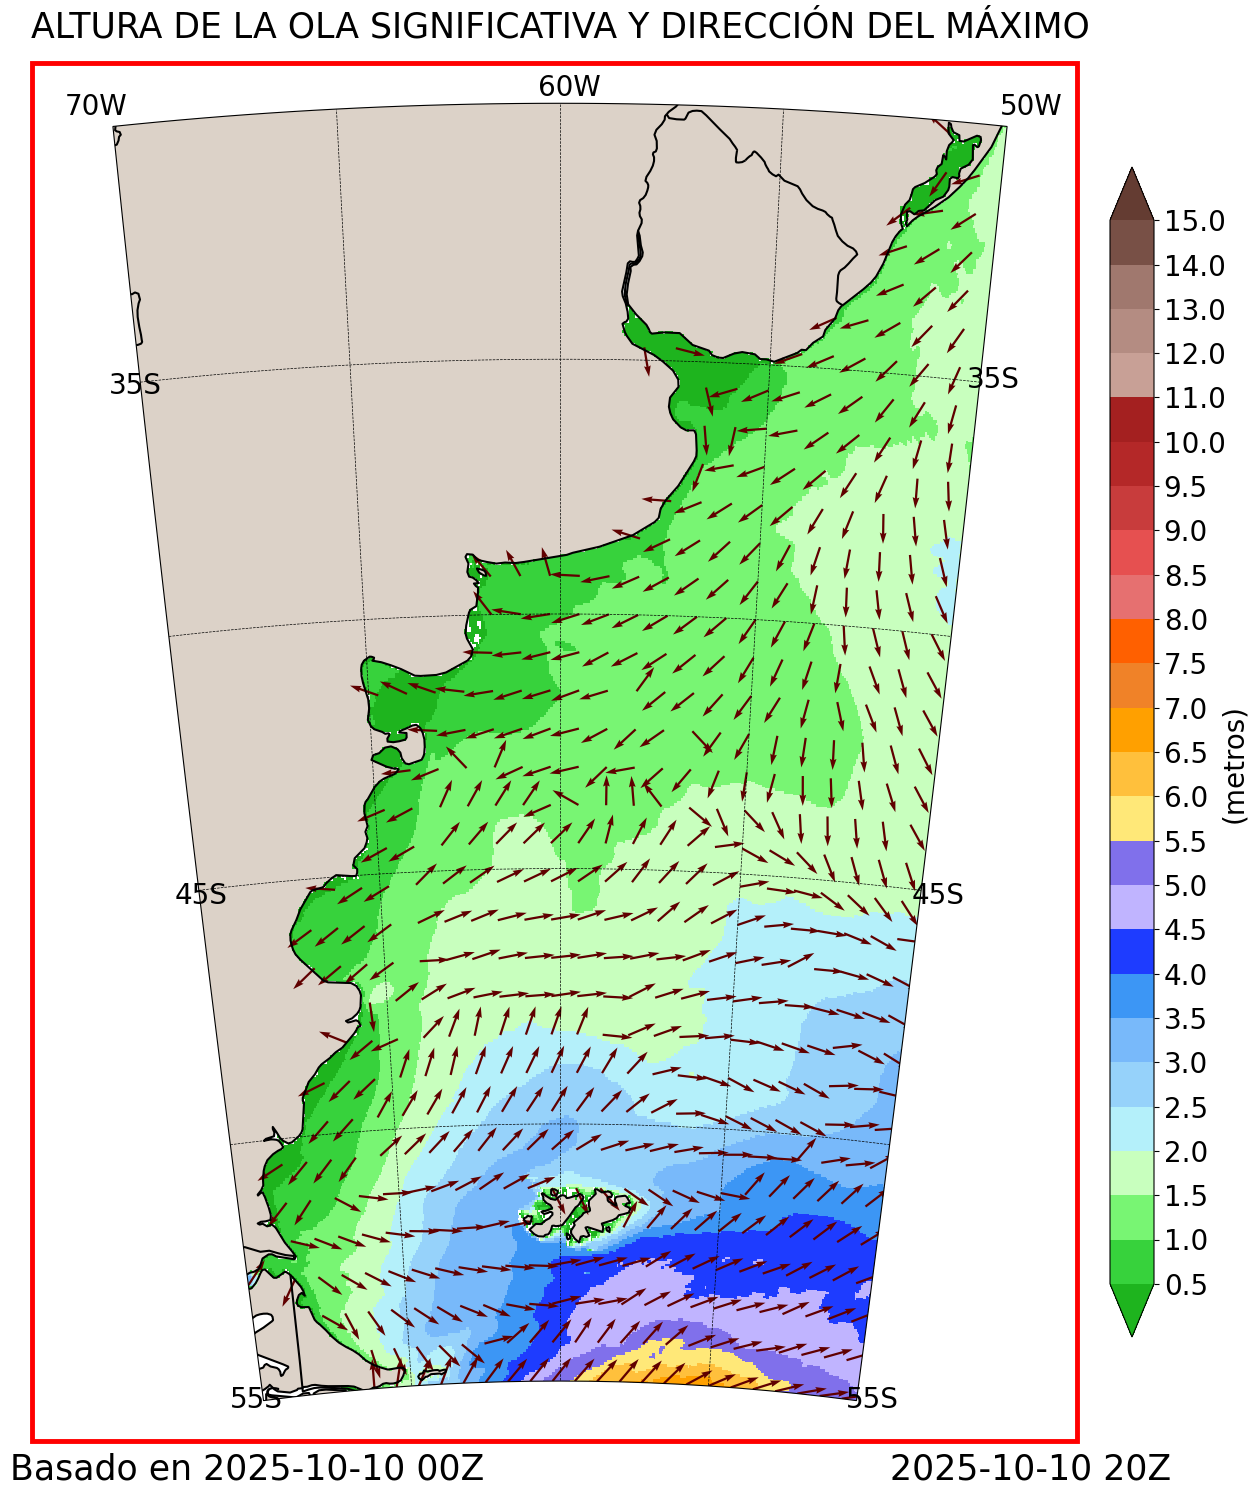 ALTURA DE LA OLA SIGNIFICATIVA Y DIRECCIÓN DEL MÁXIMO
70W
60W
50W
35S
35S
45S
45S
55S
55S
15.0
14.0
13.0
12.0
11.0
10.0
9.5
9.0
8.5
8.0
7.5
7.0
6.5
6.0
5.5
5.0
4.5
4.0
3.5
3.0
2.5
2.0
1.5
1.0
0.5
(metros)
Basado en 2025-10-10 00Z
2025-10-10 20Z